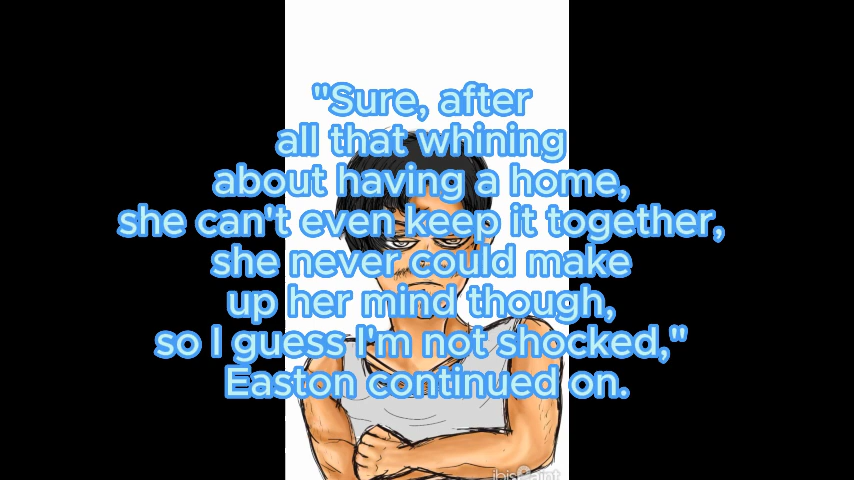 "Sure, after
all that whining
about having a home,
she can't even keep it together,
she never could make
up her mind though,
so I guess I'm not shocked,"
Easton continued on.
ibisPaint